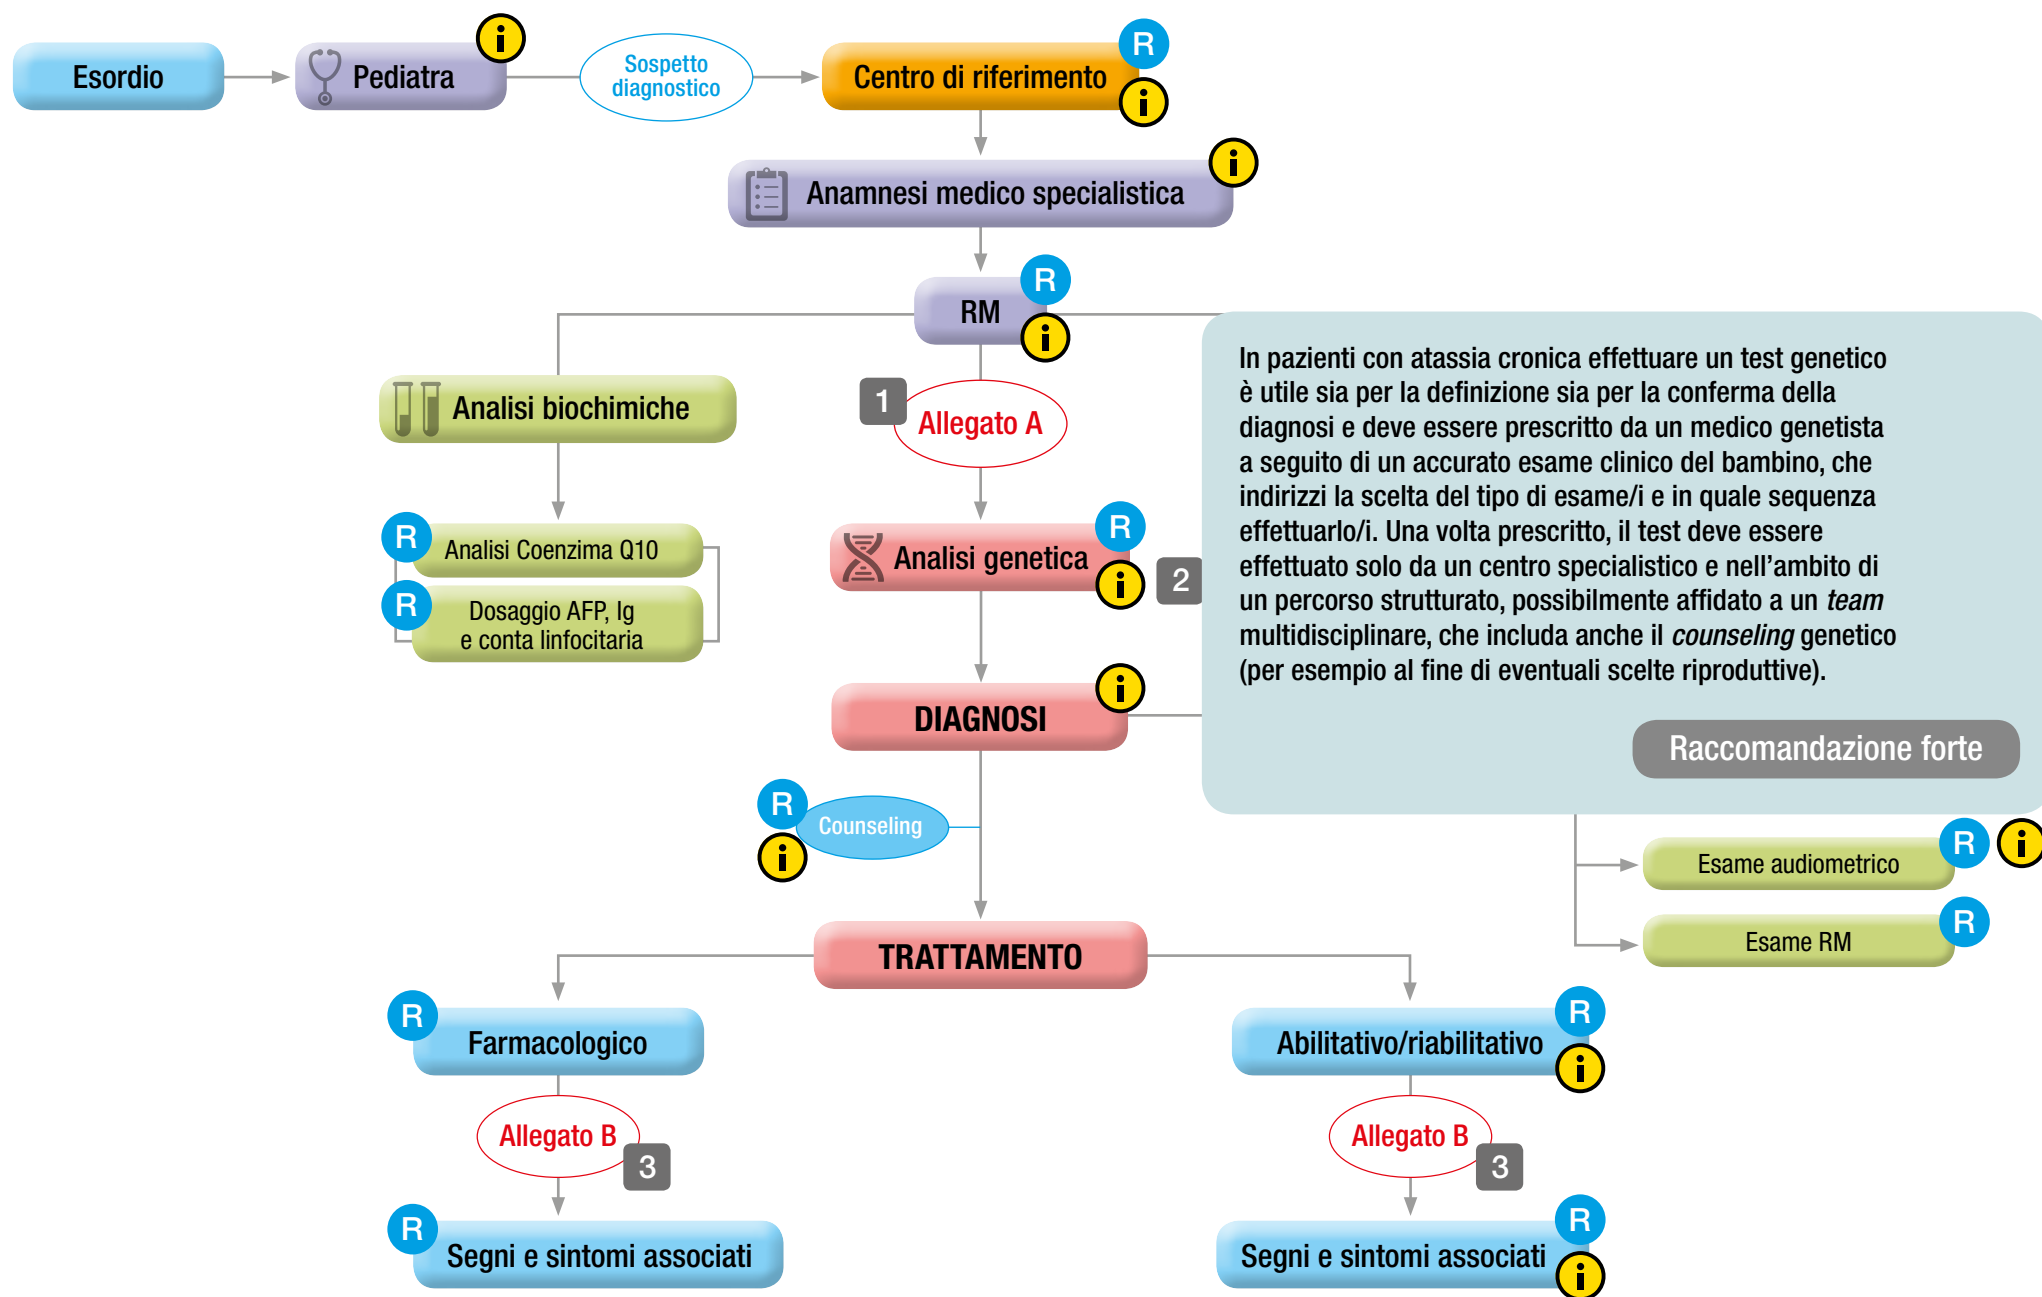 Esordio
Pediatra
i
Sospetto
diagnostico
Centro di riferimento
R
i
Anamnesi medico specialistica
i
RM
R
i
Analisi biochimiche
1
Allegato A
R
Analisi Coenzima Q10
R
Dosaggio AFP, Ig
e conta linfocitaria
Analisi genetica
R
i
2
In pazienti con atassia cronica effettuare un test genetico
è utile sia per la definizione sia per la conferma della
diagnosi e deve essere prescritto da un medico genetista
a seguito di un accurato esame clinico del bambino, che
indirizzi la scelta del tipo di esame/i e in quale sequenza
effettuarlo/i. Una volta prescritto, il test deve essere
effettuato solo da un centro specialistico e nell’ambito di
un percorso strutturato, possibilmente affidato a un team
multidisciplinare, che includa anche il counseling genetico
(per esempio al fine di eventuali scelte riproduttive).
Raccomandazione forte
DIAGNOSI
i
R
i
Counseling
Esame audiometrico
R
i
Esame RM
R
TRATTAMENTO
R
Farmacologico
Abilitativo/riabilitativo
R
i
Allegato B
3
Allegato B
3
R
Segni e sintomi associati
Segni e sintomi associati
R
i